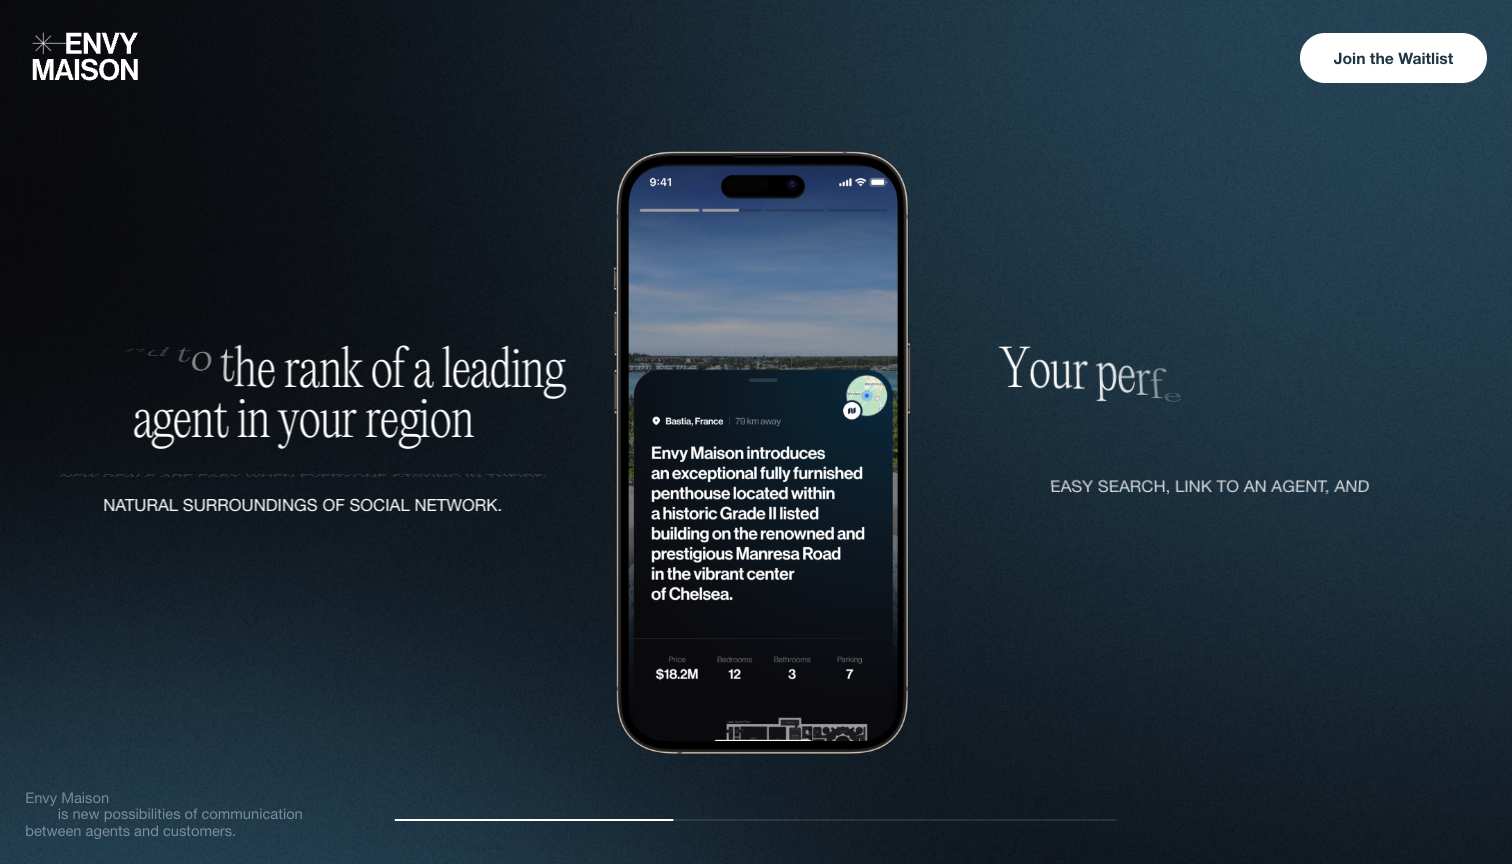 ENVY
MAISON
Join the Waitlist
to the rank of a leading
agent in your region
NATURAL SURROUNDINGS OF SOCIAL NETWORK.
9:41
Bastia, France | 79 km away
Envy Maison introduces
an exceptional fully furnished
penthouse located within
a historic Grade II listed
building on the renowned and
prestigious Manresa Road
in the vibrant center
of Chelsea.
Price Bedrooms Bathrooms Parking
$18.2M 12 3 7
Your perfe
EASY SEARCH, LINK TO AN AGENT, AND
Envy Maison
is new possibilities of communication
between agents and customers.